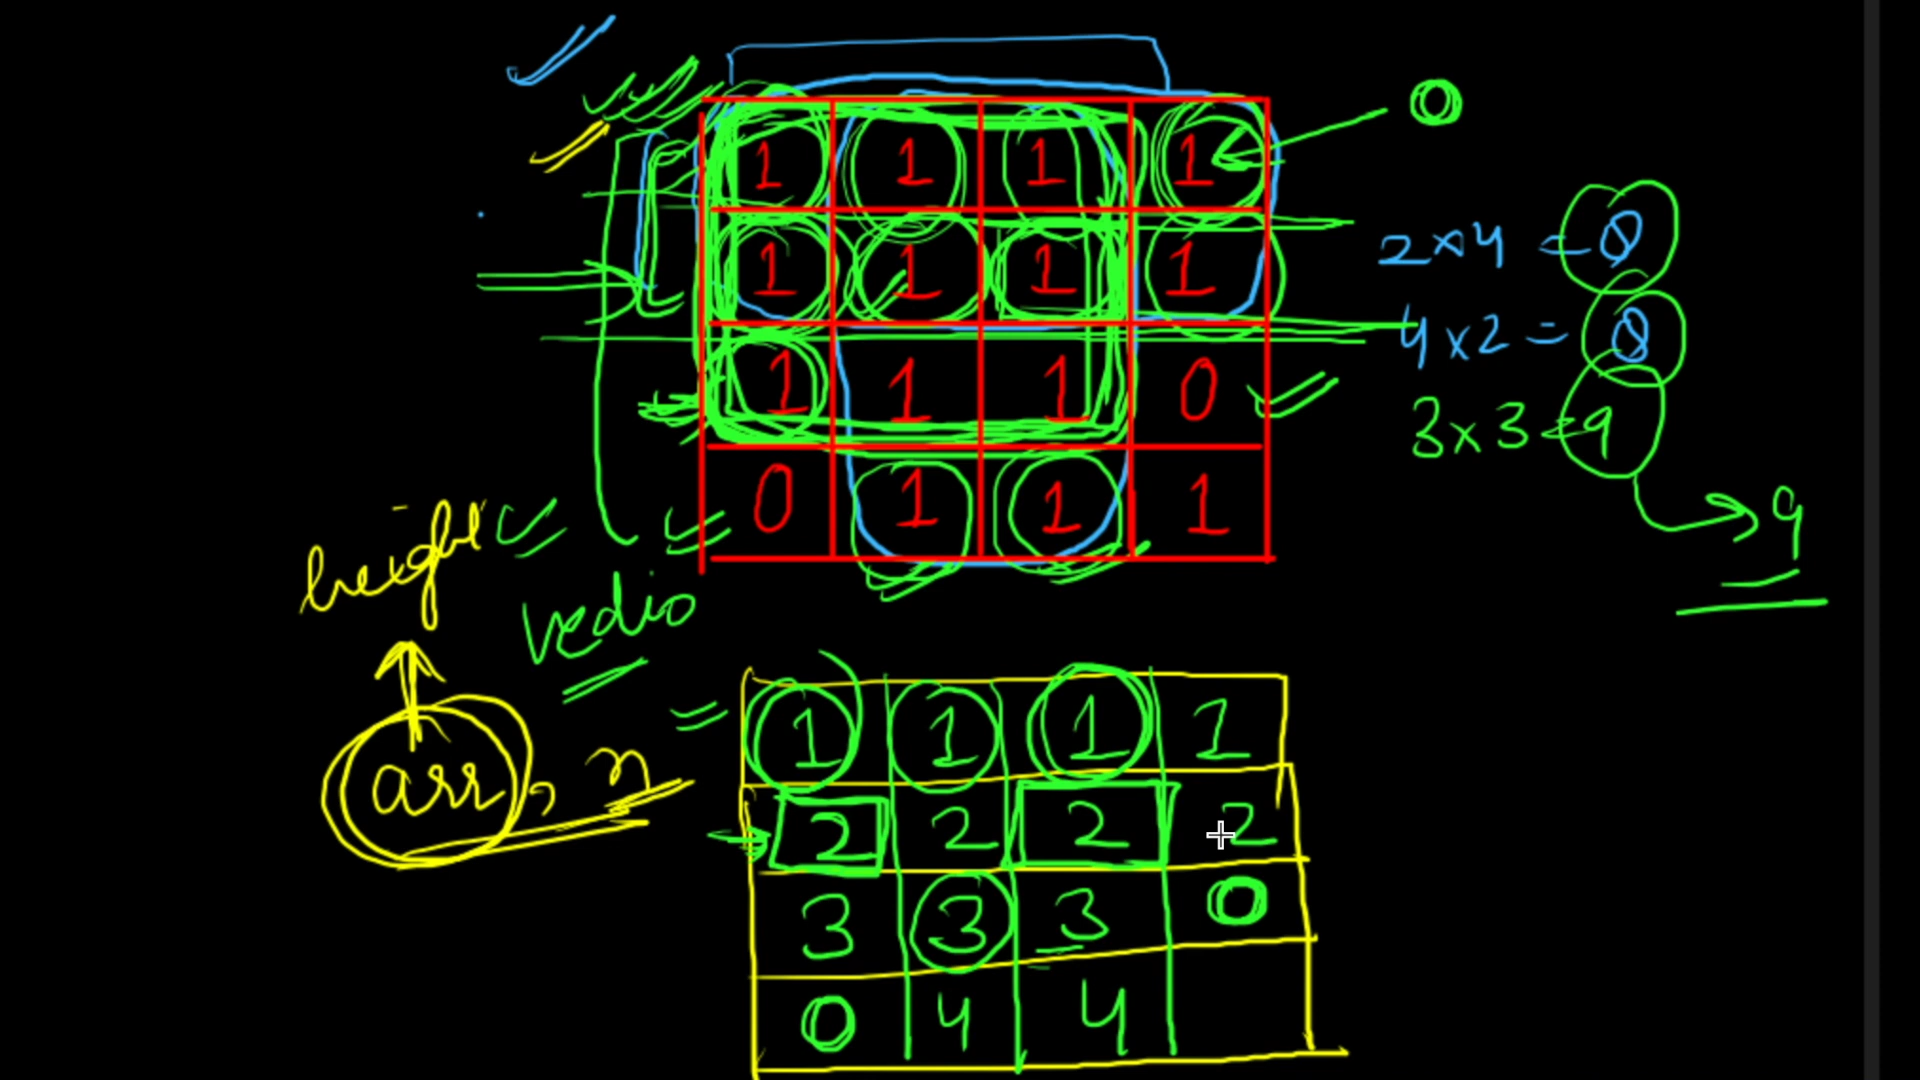 0
1 1 1 1
1 1 1 1
1 1 1 0
0 1 1 1
2x4 = 8
4x2 = 8
3x3 = 9
9
height
vedio
arr, n
=
1 1 1 1
2 2 2 2
3 3 3 0
0 4 4